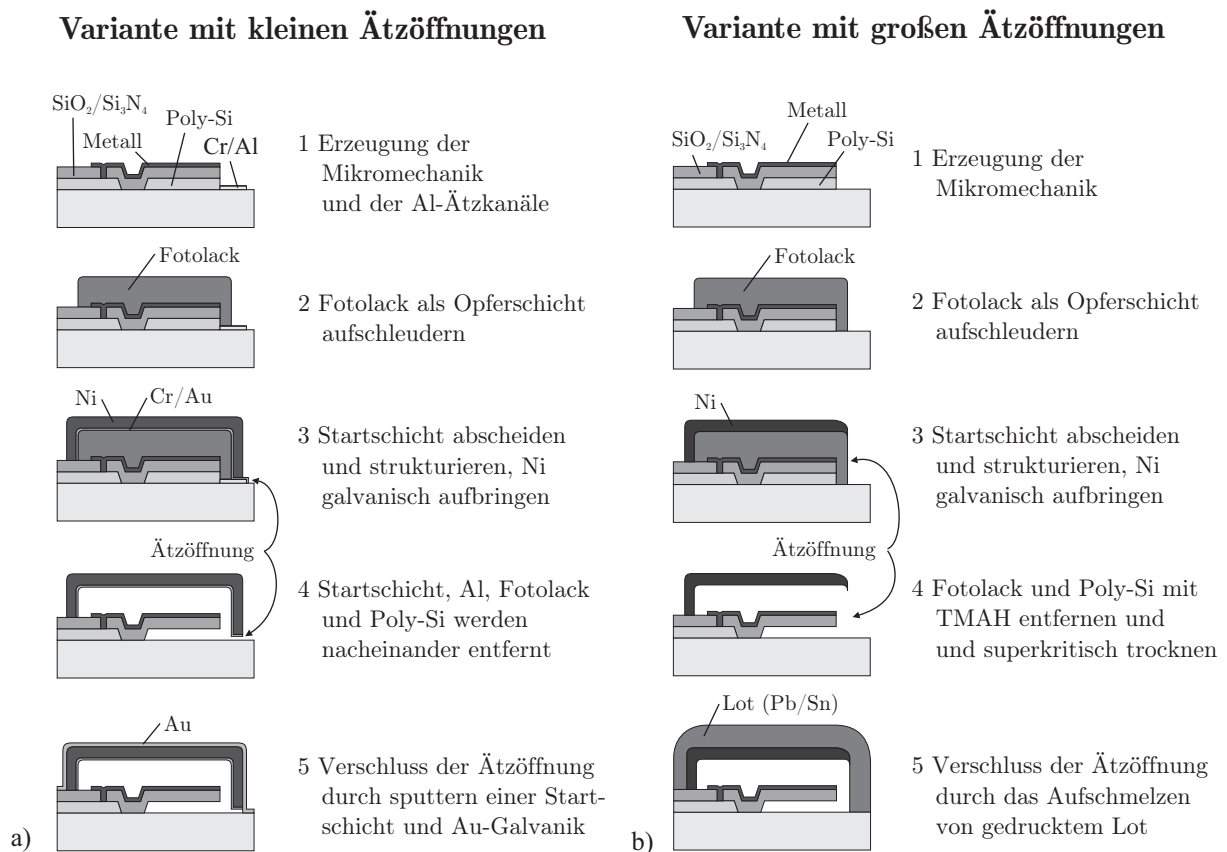 Variante mit kleinen Ätzöffnungen
SiO₂/Si₃N₄
Poly-Si
Metall
Cr/Al
1 Erzeugung der
Mikromechanik
und der Al-Ätzkanäle
Fotolack
2 Fotolack als Opferschicht
aufschleudern
Ni
Cr/Au
3 Startschicht abscheiden
und strukturieren, Ni
galvanisch aufbringen
Ätzöffnung
4 Startschicht, Al, Fotolack
und Poly-Si werden
nacheinander entfernt
Au
5 Verschluss der Ätzöffnung
durch sputtern einer Start-
schicht und Au-Galvanik
a)
Variante mit großen Ätzöffnungen
Metall
SiO₂/Si₃N₄
Poly-Si
1 Erzeugung der
Mikromechanik
Fotolack
2 Fotolack als Opferschicht
aufschleudern
Ni
3 Startschicht abscheiden
und strukturieren, Ni
galvanisch aufbringen
Ätzöffnung
4 Fotolack und Poly-Si mit
TMAH entfernen und
und superkritisch trocknen
Lot (Pb/Sn)
5 Verschluss der Ätzöffnung
durch das Aufschmelzen
von gedrucktem Lot
b)